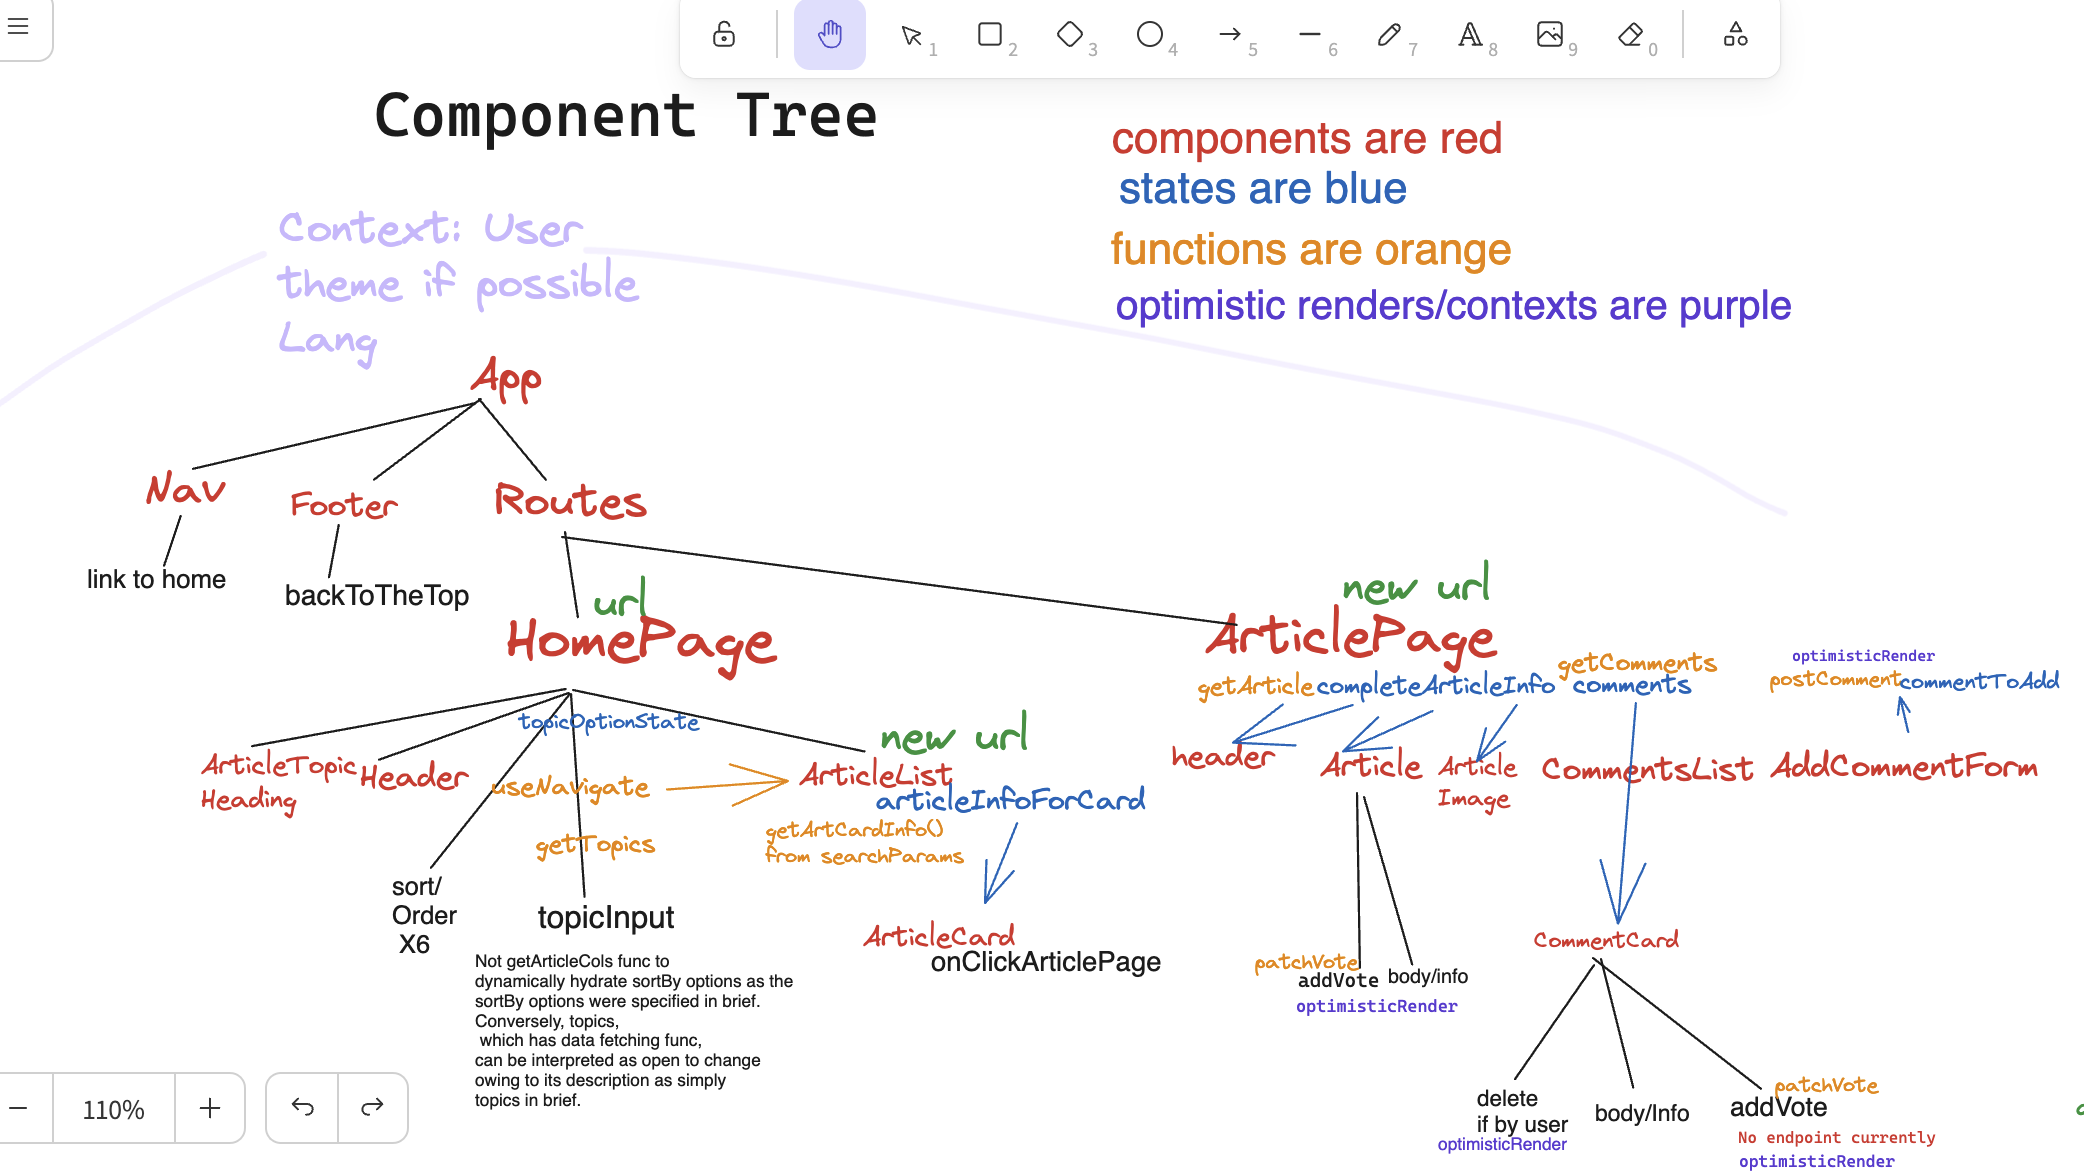 1
2
3
4
5
6
7
8
9
0
Component Tree
components are red
states are blue
functions are orange
optimistic renders/contexts are purple
Context: User
theme if possible
Lang
App
Nav
Footer
Routes
link to home
backToTheTop
url
HomePage
new url
ArticlePage
getArticle
completeArticleInfo
getComments
comments
optimisticRender
postComment
commentToAdd
topicOptionState
new url
ArticleTopic
Heading
Header
useNavigate
ArticleList
articleInfoForCard
getArtCardInfo()
from searchParams
getTopics
header
Article
Article
Image
CommentsList
AddCommentForm
sort/
Order
X6
topicInput
ArticleCard
onClickArticlePage
patchVote
addVote
optimisticRender
body/info
CommentCard
Not getArticleCols func to
dynamically hydrate sortBy options as the
sortBy options were specified in brief.
Conversely, topics,
which has data fetching func,
can be interpreted as open to change
owing to its description as simply
topics in brief.
delete
if by user
optimisticRender
body/Info
patchVote
addVote
No endpoint currently
optimisticRender
110%